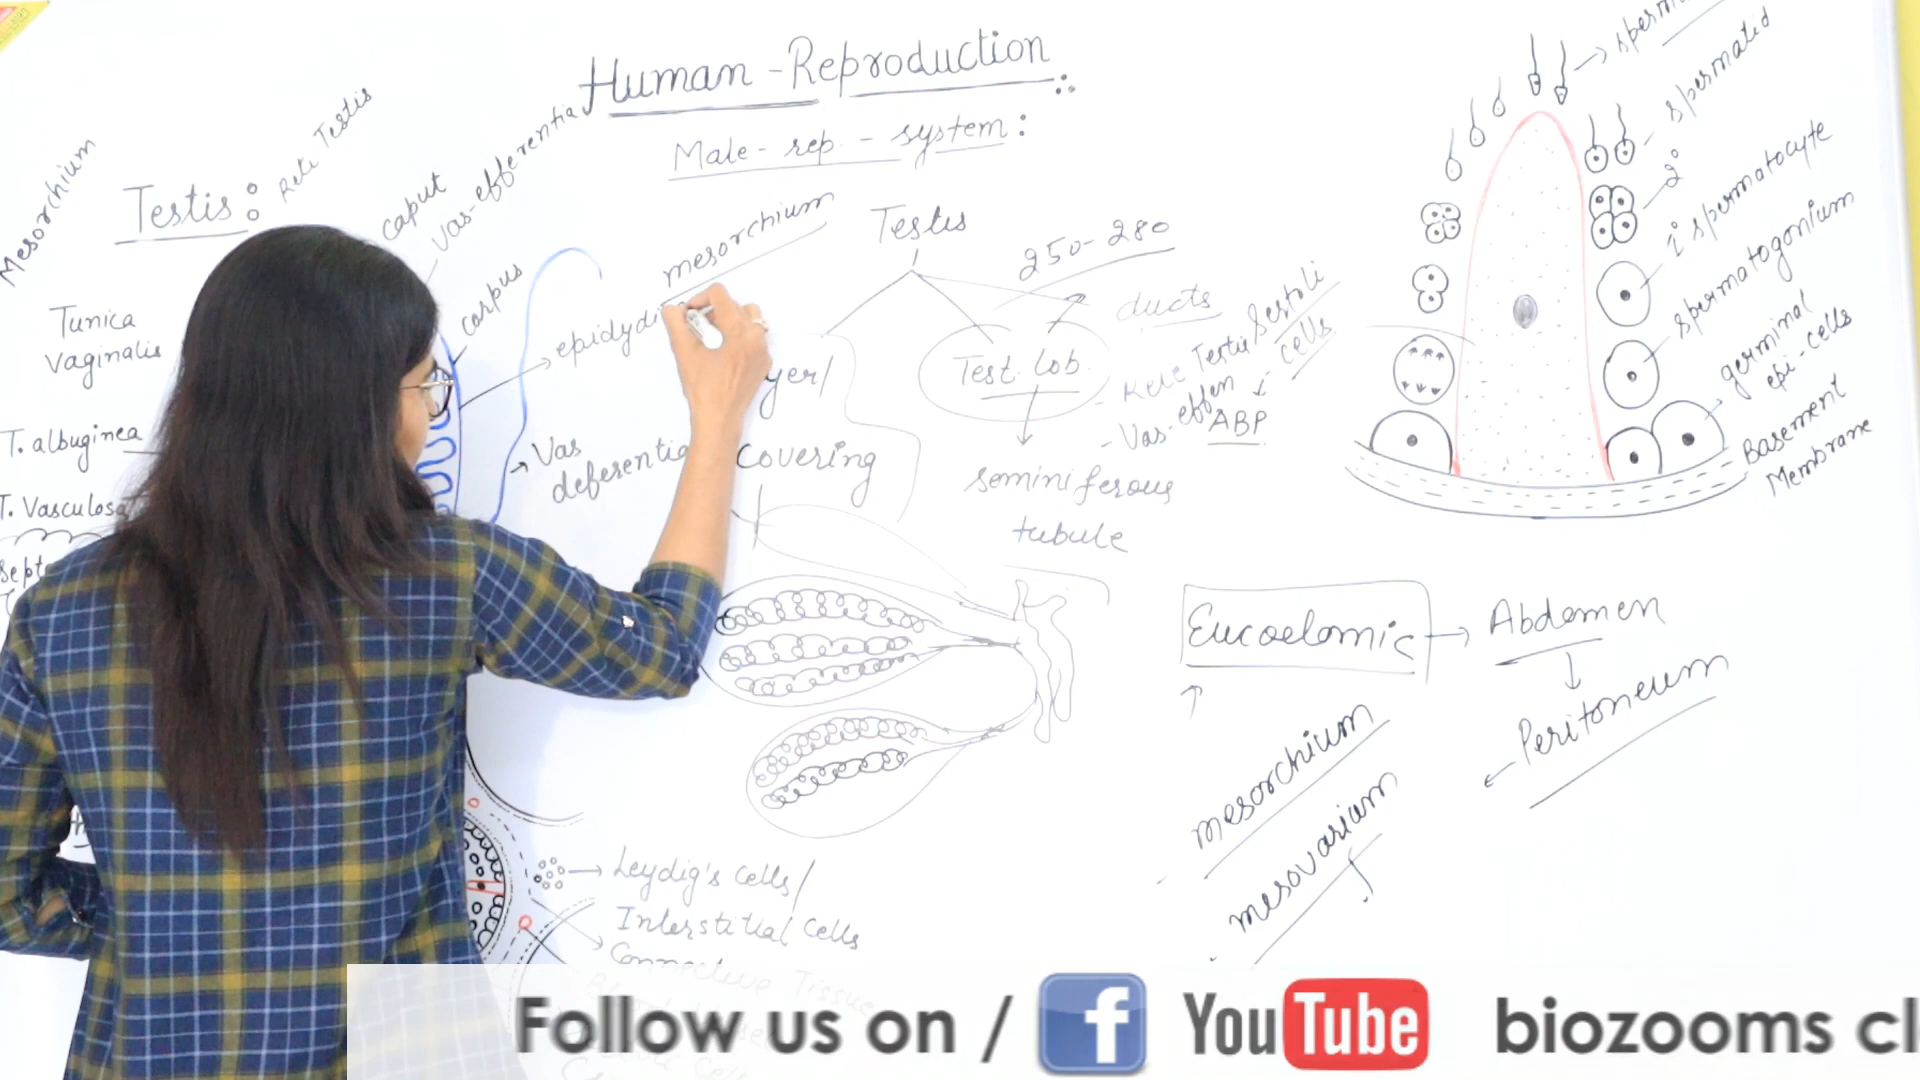 Human - Reproduction :
Male - rep. - system :
Testis :
Rete Testis
Mesorchium
caput
Vas-efferentia
corpus
Tunica
Vaginalis
T. albuginea
T. Vasculosa
Vas
deferentia
mesorchium
Testis
250-280
ducts
covering
Test. lob.
seminiferous
tubule
Rete Testis
Vas-effen
Sertoli
cells
ABP
spermatid
2°
i° spermatocyte
spermatogonium
germinal
epi-cells
Basement
Membrane
Eucoelomic → Abdomen
Peritoneum
mesorchium
mesovarium
Leydig's Cells/
Interstitial Cells
Connective Tissue
Follow us on / f YouTube biozooms cl